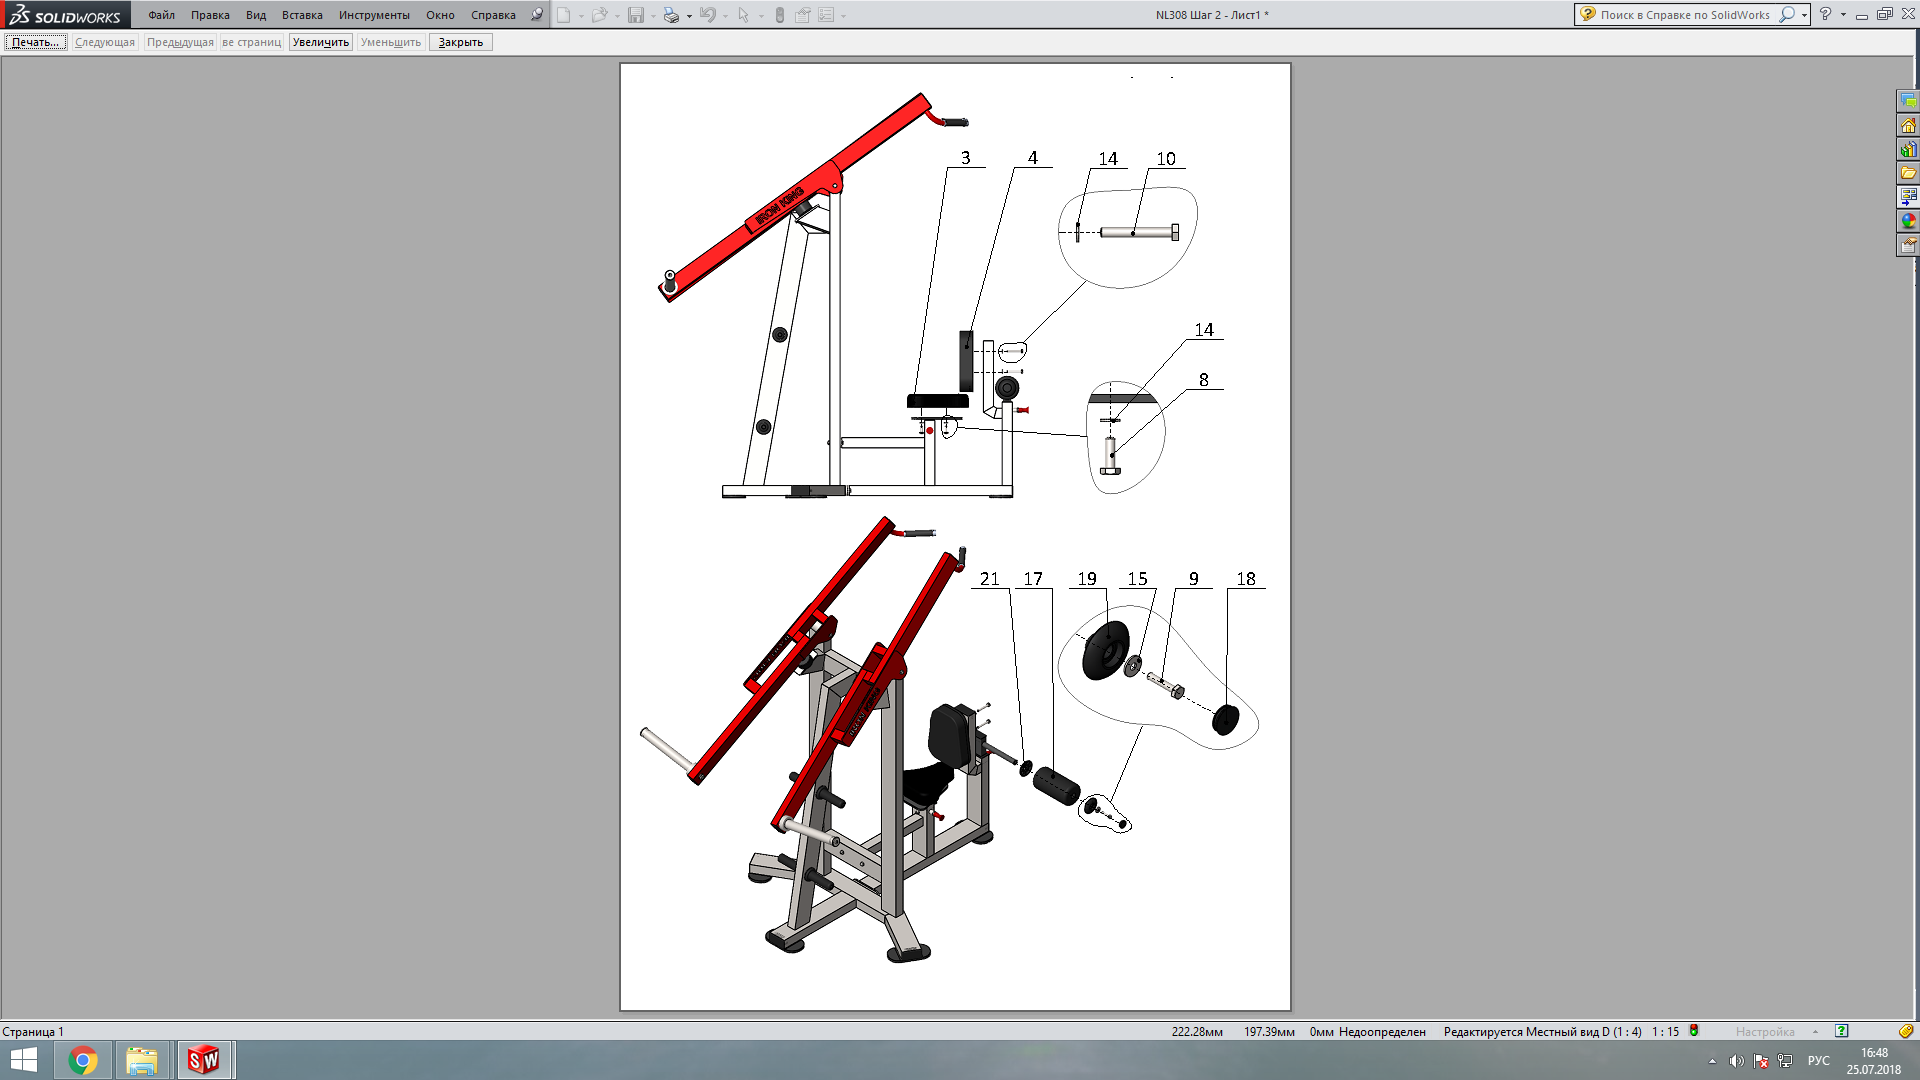 SOLIDWORKS Файл Правка Вид Вставка Инструменты Окно Справка NL308 Шаг 2 - Лист1 * Поиск в Справке по SolidWorks ?
Печать... Следующая Предыдущая ве страниц Увеличить Уменьшить Закрыть
3 4 14 10
IRON KING
14
8
21 17 19 15 9 18
Страница 1 222.28мм 197.39мм 0мм Недоопределен Редактируется Местный вид D (1 : 4) 1 : 15 Настройка ?
SW РУС 16:48
25.07.2018